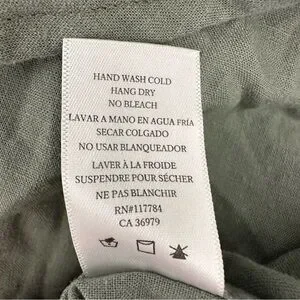 HAND WASH COLD
HANG DRY
NO BLEACH
LAVAR A MANO EN AGUA FRÍA
SECAR COLGADO
NO USAR BLANQUEADOR
LAVER À LA FROIDE
SUSPENDRE POUR SÉCHER
NE PAS BLANCHIR
RN#117784
CA 36979